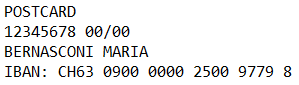 POSTCARD
12345678 00/00
BERNASCONI MARIA
IBAN: CH63 0900 0000 2500 9779 8